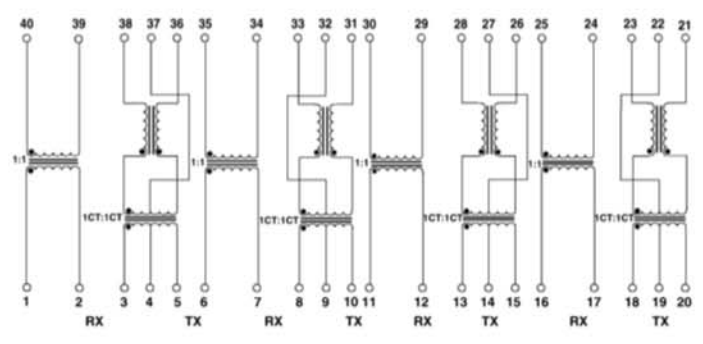 40 39 38 37 36 35 34 33 32 31 30 29 28 27 26 25 24 23 22 21
1:1 1:1 1:1 1:1
1CT:1CT 1CT:1CT 1CT:1CT 1CT:1CT
1 2 3 4 5 6 7 8 9 10 11 12 13 14 15 16 17 18 19 20
RX TX RX TX RX TX RX TX